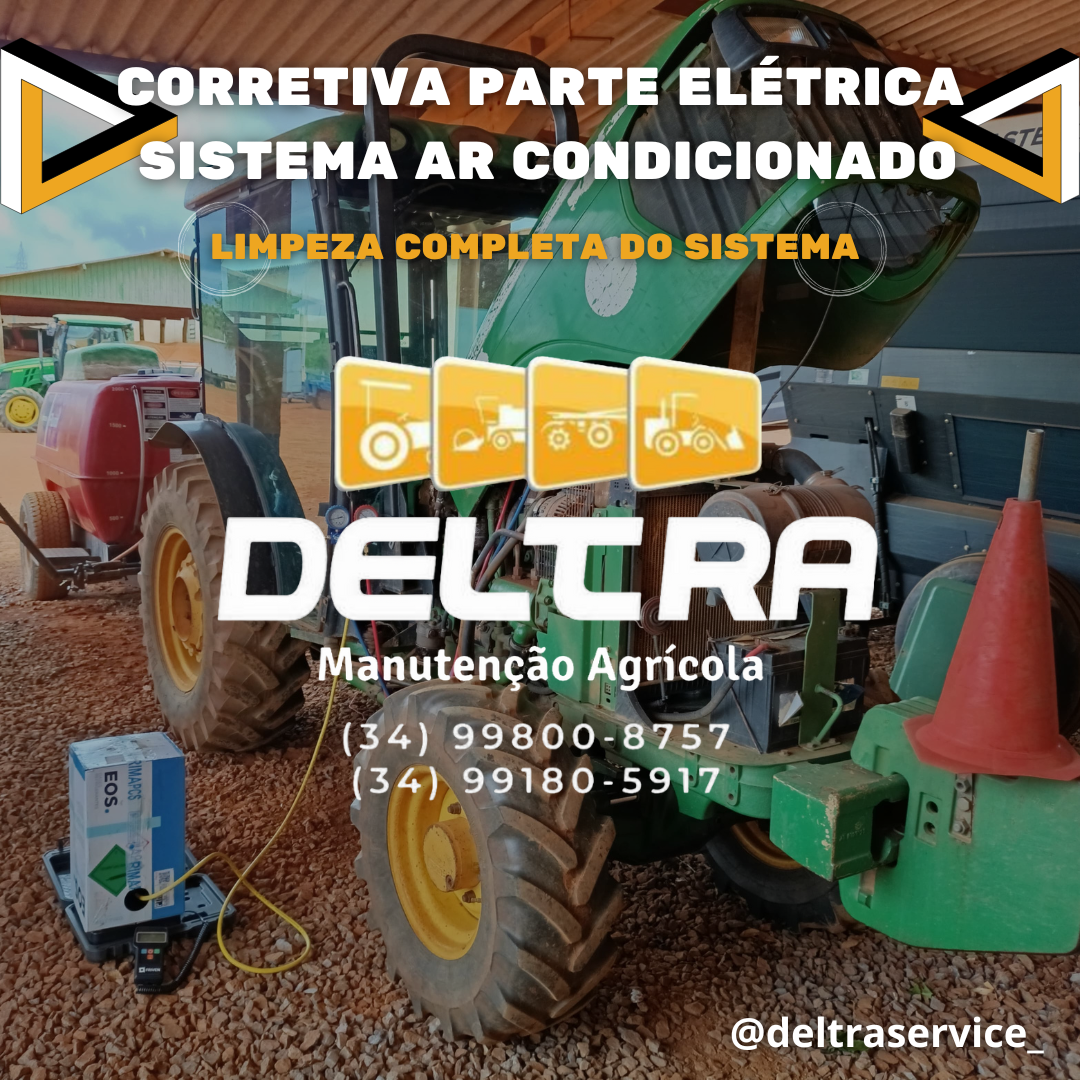 CORRETIVA PARTE ELÉTRICA
SISTEMA AR CONDICIONADO
LIMPEZA COMPLETA DO SISTEMA
DELTRA
Manutenção Agrícola
(34) 99800-8757
(34) 99180-5917
EOS.
@deltraservice_